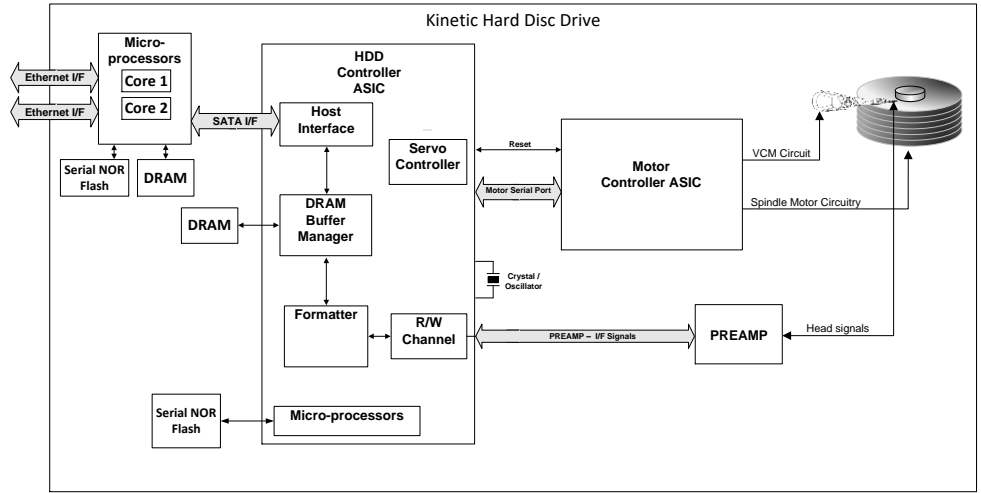 Kinetic Hard Disc Drive
Micro-
processors
Core 1
Core 2
Ethernet I/F
Ethernet I/F
Serial NOR
Flash
DRAM
SATA I/F
HDD
Controller
ASIC
Host
Interface
Servo
Controller
DRAM
DRAM
Buffer
Manager
Formatter
R/W
Channel
Serial NOR
Flash
Micro-processors
Reset
Motor Serial Port
Crystal /
Oscillator
PREAMP – I/F Signals
Motor
Controller ASIC
VCM Circuit
Spindle Motor Circuitry
PREAMP
Head signals